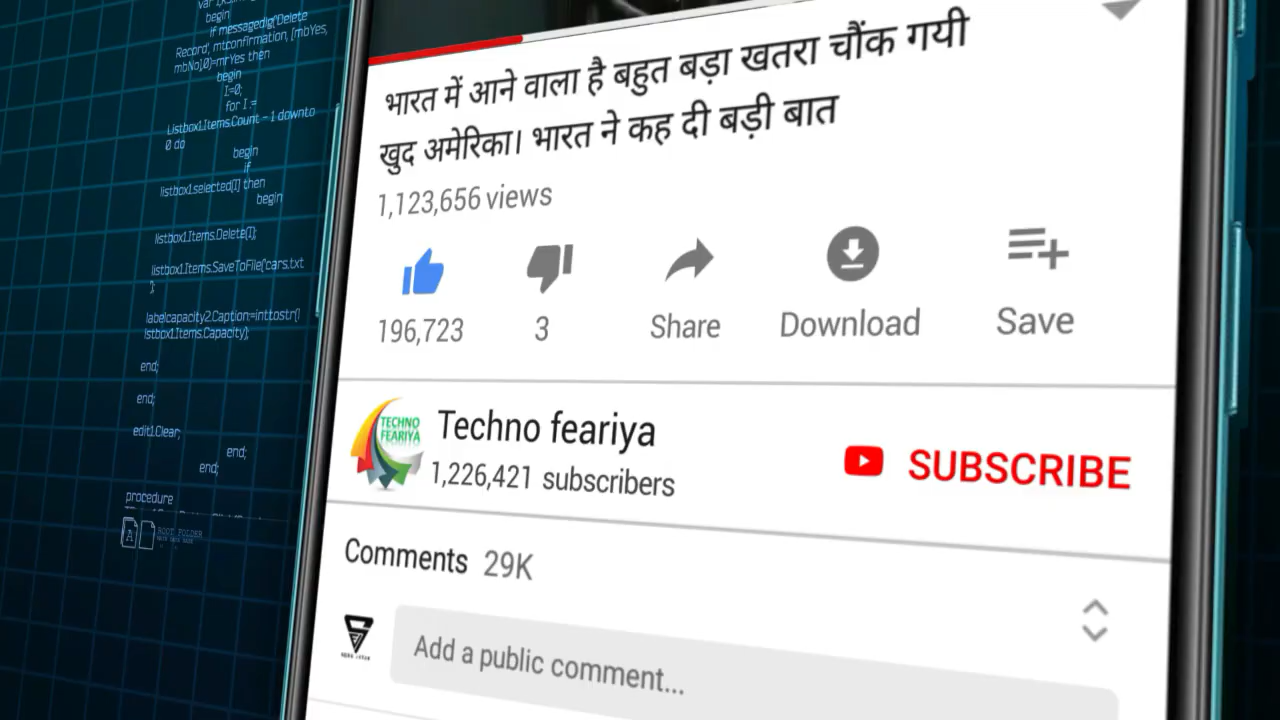 begin
if messagedlg('Delete
Record', mtconfirmation, [mbYes,
mbNo],0)=mrYes then
begin
I:=0;
for I :=
Listbox1.Items.Count - 1 downto
0 do
begin
if
listbox1.selected[I] then
begin
listbox1.Items.Delete(I);
listbox1.Items.SaveToFile('cars.txt
');
labelcapacity2.Caption:=inttostr(l
istbox1.Items.Capacity);
end;
end;
edit1.Clear;
end;
end;
procedure
ROOT FOLDER
भारत में आने वाला है बहुत बड़ा खतरा चौंक गयी
खुद अमेरिका। भारत ने कह दी बड़ी बात
1,123,656 views
196,723
3
Share
Download
Save
TECHNO
FEARIYA
Techno feariya
1,226,421 subscribers
SUBSCRIBE
Comments 29K
Add a public comment...